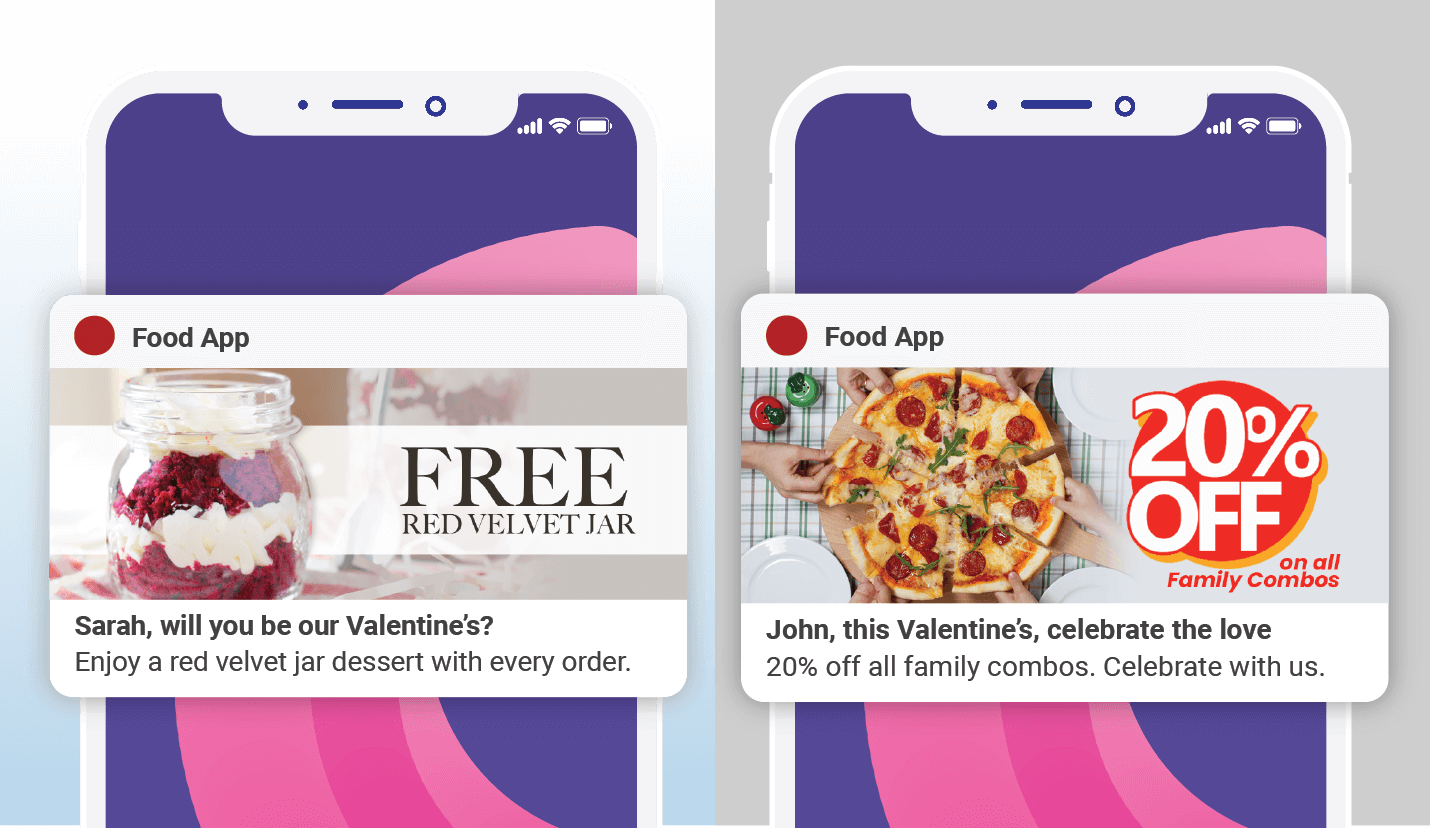 Food App
FREE
RED VELVET JAR
Sarah, will you be our Valentine’s?
Enjoy a red velvet jar dessert with every order.
Food App
20%
OFF
on all
Family Combos
John, this Valentine’s, celebrate the love
20% off all family combos. Celebrate with us.